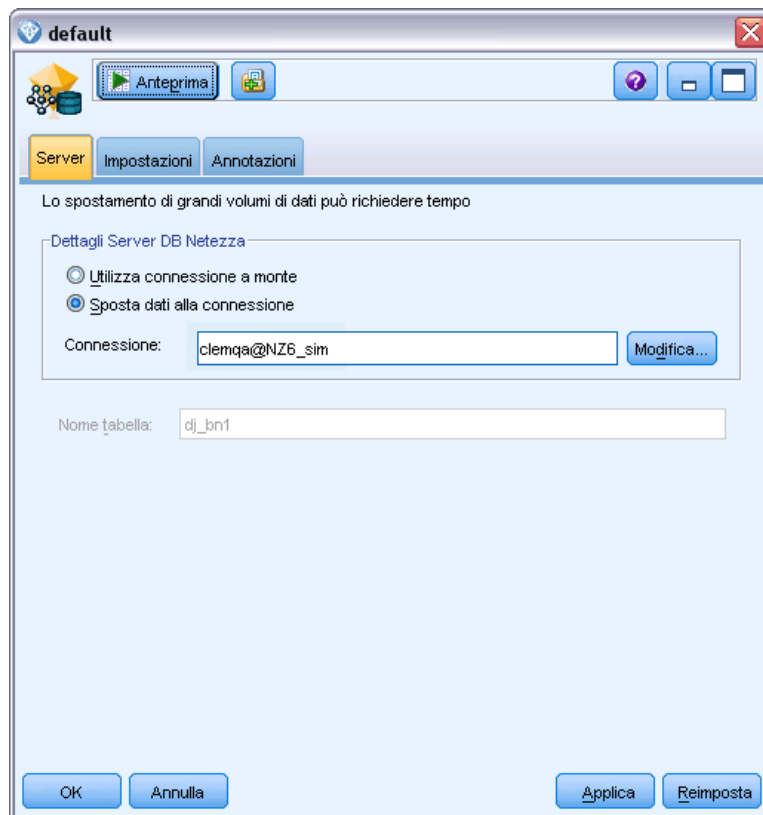 default
Anteprima
Server Impostazioni Annotazioni
Lo spostamento di grandi volumi di dati può richiedere tempo
Dettagli Server DB Netezza
Utilizza connessione a monte
Sposta dati alla connessione
Connessione: clemqa@NZ6_sim Modifica...
Nome tabella: dj_bn1
OK Annulla Applica Reimposta